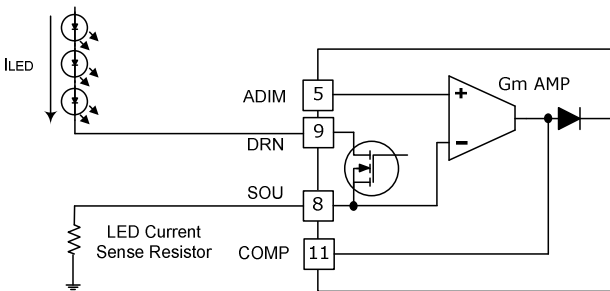 ILED
ADIM
5
Gm AMP
+
-
9
DRN
SOU
8
LED Current
Sense Resistor
COMP
11